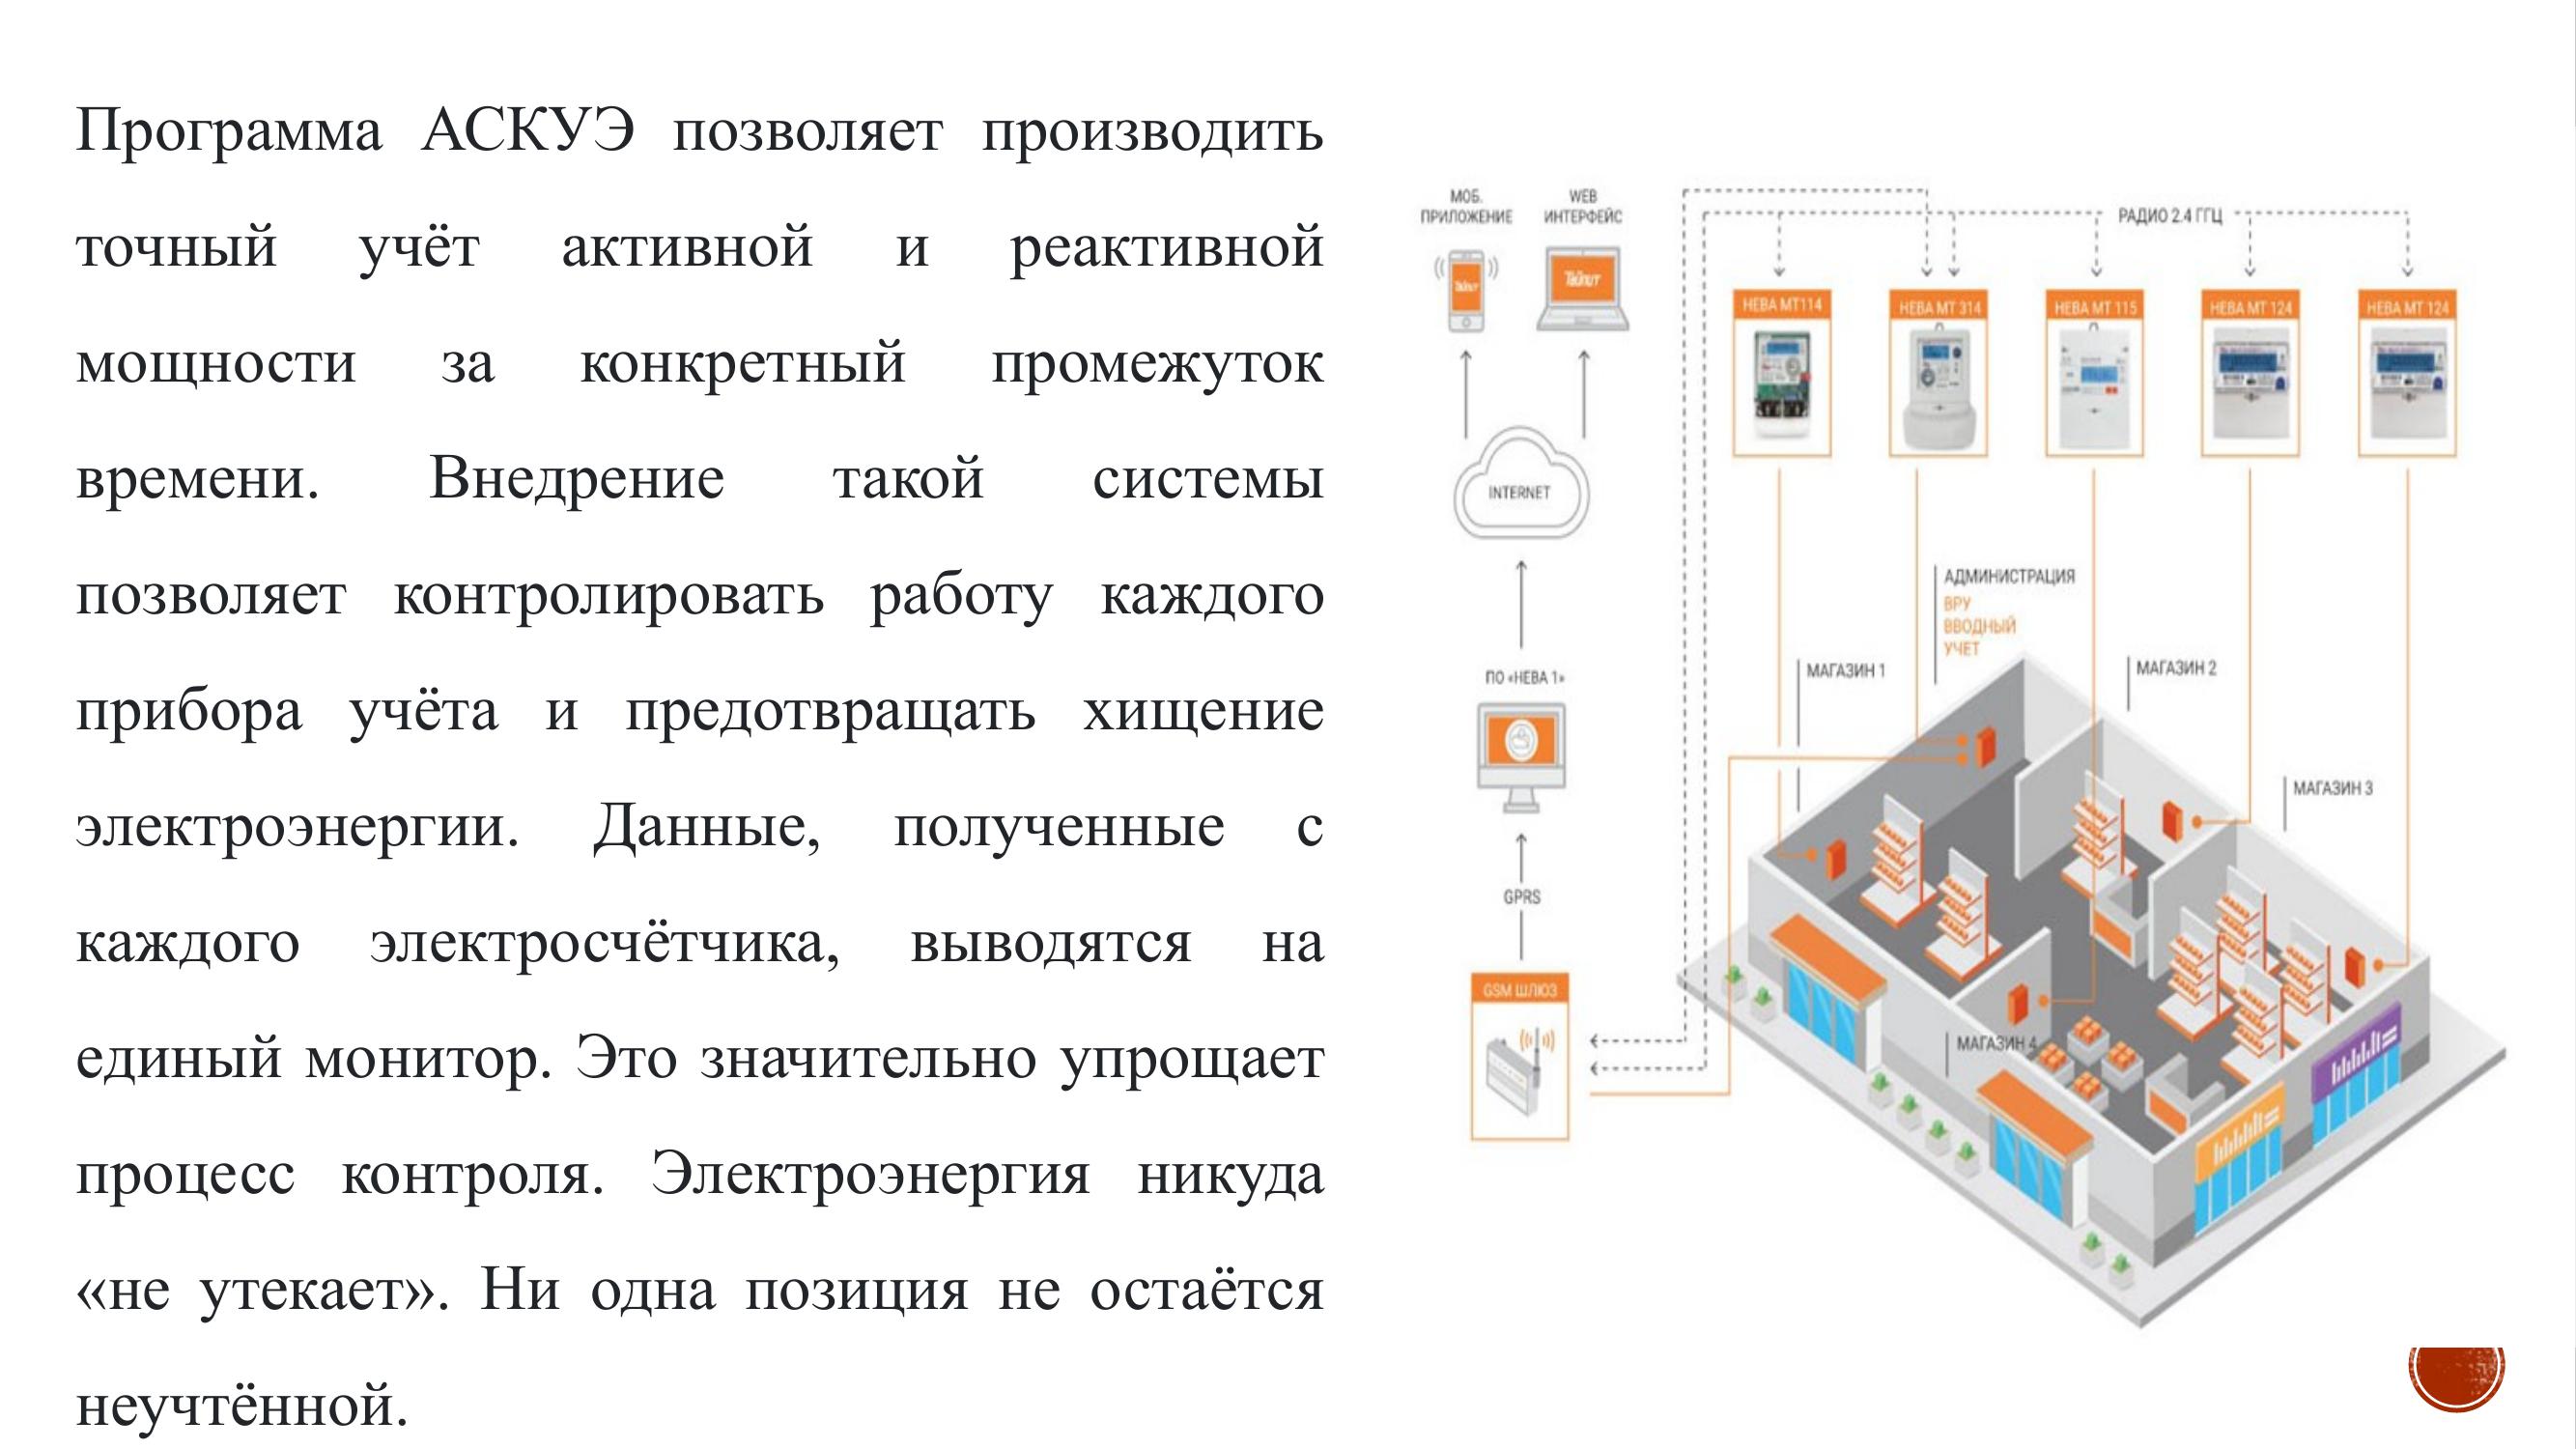 Программа АСКУЭ позволяет производить
точный учёт активной и реактивной
мощности за конкретный промежуток
времени. Внедрение такой системы
позволяет контролировать работу каждого
прибора учёта и предотвращать хищение
электроэнергии. Данные, полученные с
каждого электросчётчика, выводятся на
единый монитор. Это значительно упрощает
процесс контроля. Электроэнергия никуда
«не утекает». Ни одна позиция не остаётся
неучтённой.
МОБ.
ПРИЛОЖЕНИЕ
WEB
ИНТЕРФЕЙС
Тайпит
Тайпит
INTERNET
ПО «НЕВА 1»
GPRS
GSM ШЛЮЗ
РАДИО 2.4 ГГЦ
НЕВА МТ114
НЕВА МТ 314
НЕВА МТ 115
НЕВА МТ 124
НЕВА МТ 124
АДМИНИСТРАЦИЯ
ВРУ
ВВОДНЫЙ
УЧЕТ
МАГАЗИН 1
МАГАЗИН 2
МАГАЗИН 3
МАГАЗИН 4